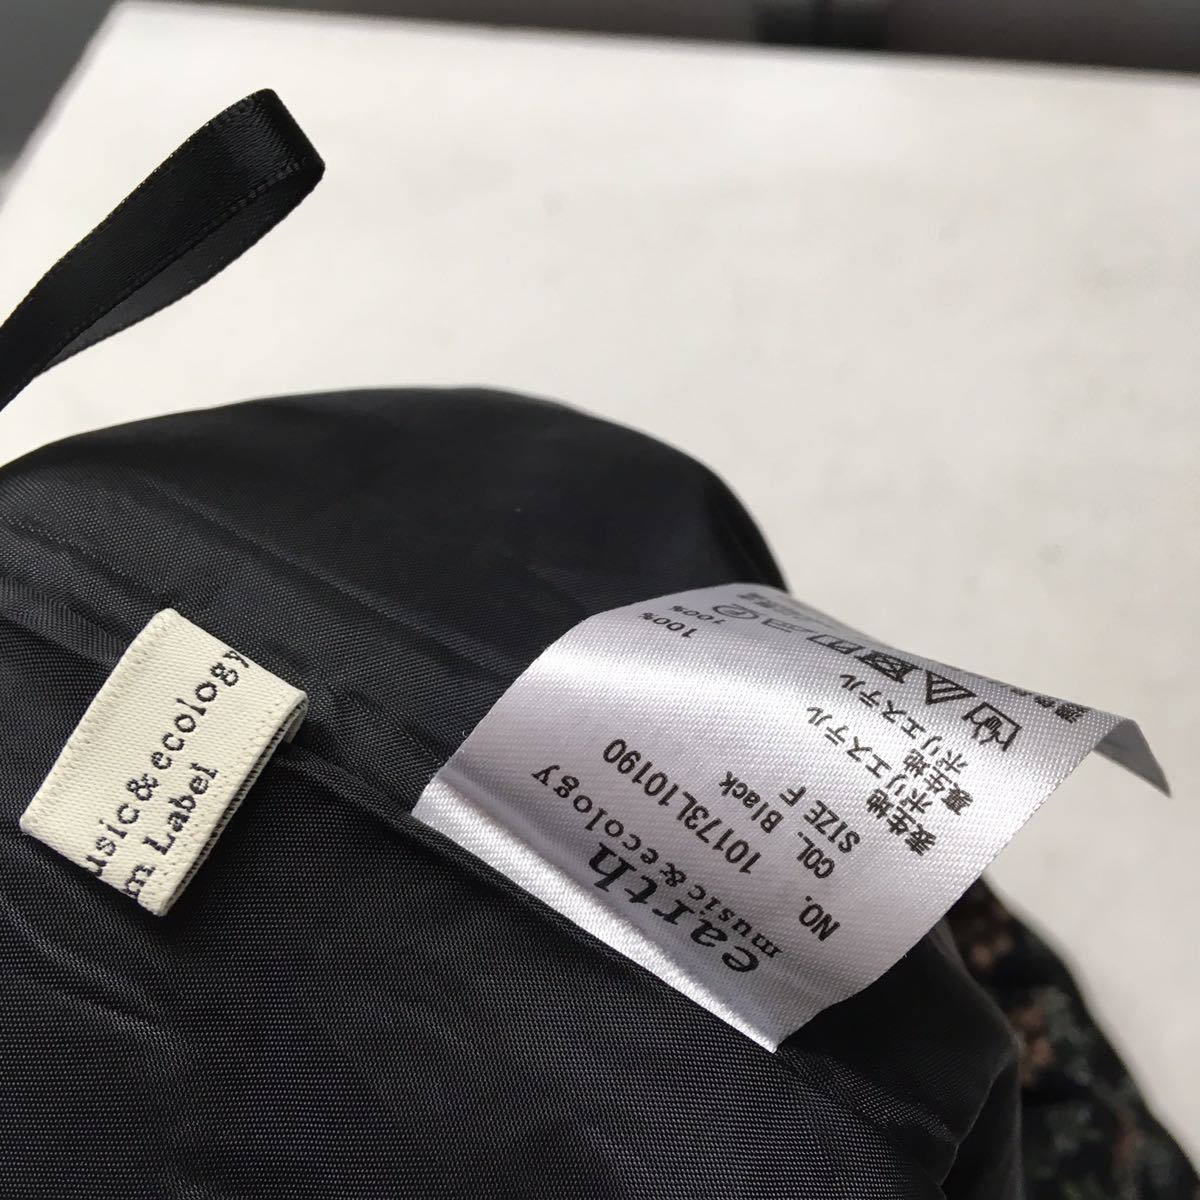 usic & ecology
m Label
earth
music & ecology
NO. 10173L10190
COL. Black
SIZE F
表生地
ポリエステル 100%
裏生地
ポリエステル 100%